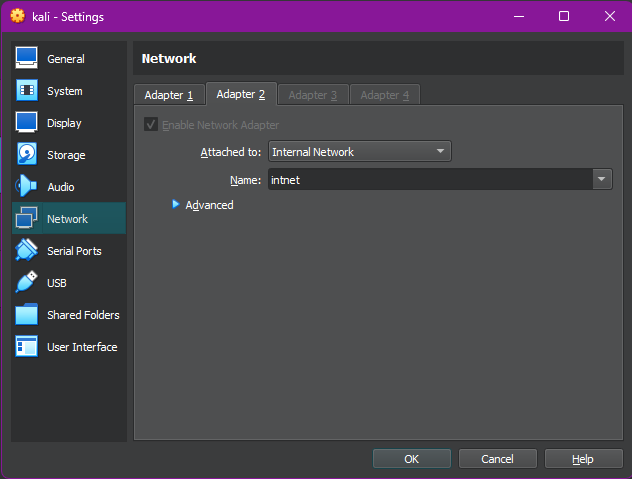 kali - Settings
General
System
Display
Storage
Audio
Network
Serial Ports
USB
Shared Folders
User Interface
Network
Adapter 1 Adapter 2 Adapter 3 Adapter 4
Enable Network Adapter
Attached to: Internal Network
Name: intnet
Advanced
OK Cancel Help